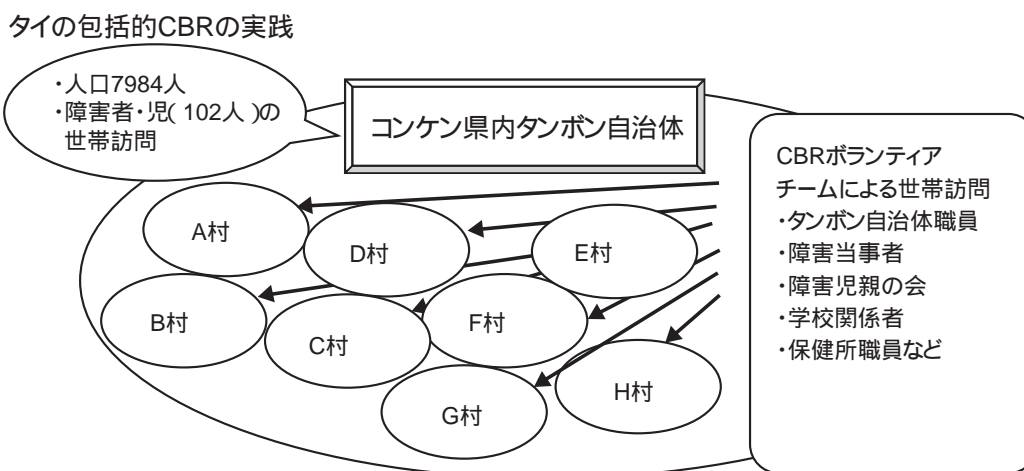 タイの包括的CBRの実践
・人口7984人
・障害者・児( 102人 )の
世帯訪問
コンケン県内タンボン自治体
CBRボランティア
チームによる世帯訪問
・タンボン自治体職員
・障害当事者
・障害児親の会
・学校関係者
・保健所職員など
A村
D村
E村
B村
C村
F村
G村
H村